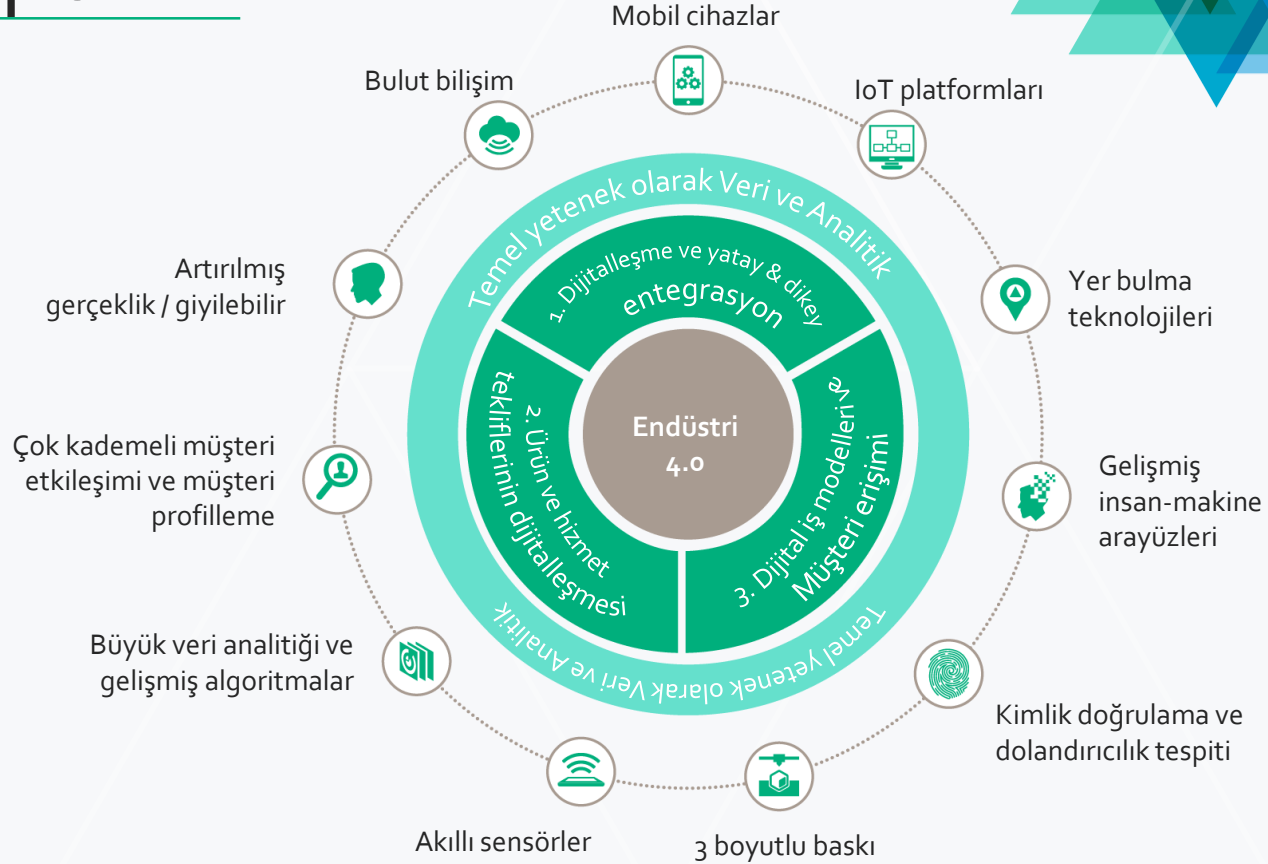 Mobil cihazlar
Bulut bilişim
IoT platformları
Artırılmış
gerçeklik / giyilebilir
Yer bulma
teknolojileri
Çok kademeli müşteri
etkileşimi ve müşteri
profilleme
Gelişmiş
insan-makine
arayüzleri
Büyük veri analitiği ve
gelişmiş algoritmalar
Kimlik doğrulama ve
dolandırıcılık tespiti
Akıllı sensörler
3 boyutlu baskı
Temel yetenek olarak Veri ve Analitik
1. Dijitalleşme ve yatay & dikey
entegrasyon
2. Ürün ve hizmet
tekliflerinin dijitalleşmesi
3. Dijital iş modelleri ve
Müşteri erişimi
Endüstri
4.0
Temel yetenek olarak Veri ve Analitik